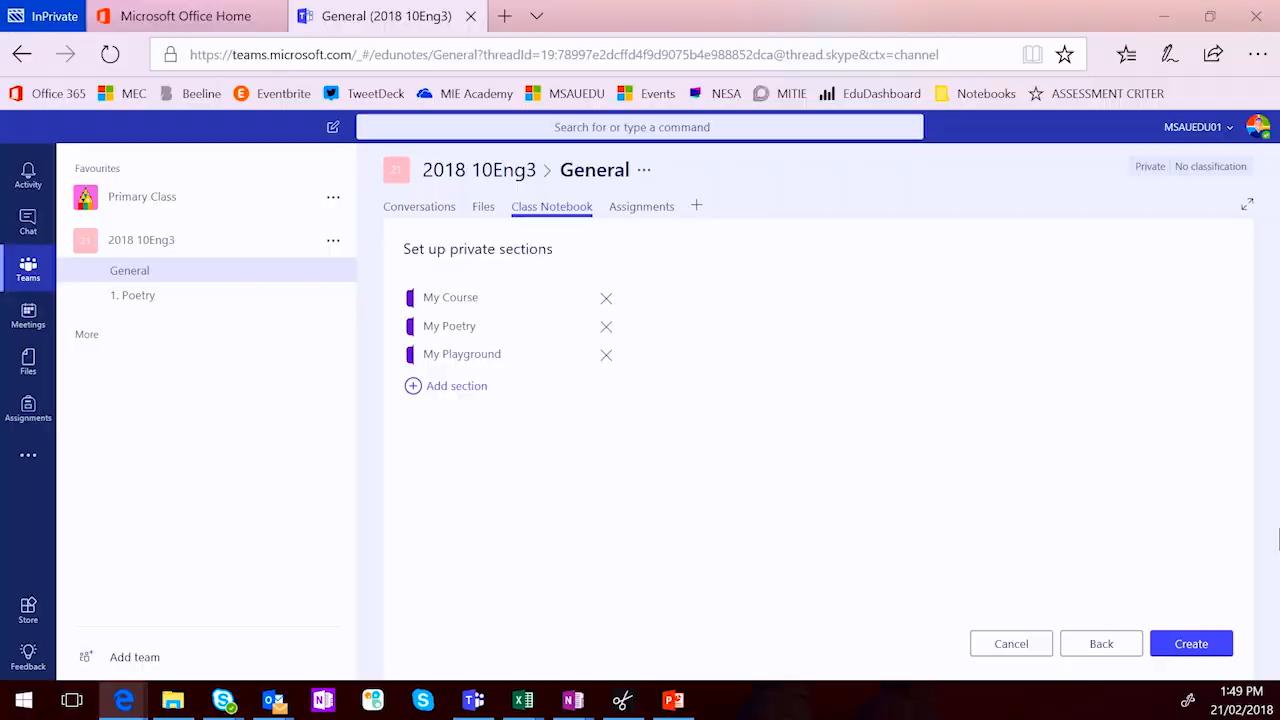 InPrivate
Microsoft Office Home
General (2018 10Eng3)
https://teams.microsoft.com/_#/edunotes/General?threadId=19:78997e2dcffd4f9d9075b4e988852dca@thread.skype&ctx=channel
Office 365 MEC Beeline Eventbrite TweetDeck MIE Academy MSAUEDU Events NESA MITIE EduDashboard Notebooks ASSESSMENT CRITER
Search for or type a command
MSAUEDU01
Activity
Chat
Teams
Meetings
Files
Assignments
Store
Feedback
Favourites
Primary Class
21 2018 10Eng3
General
1. Poetry
More
Add team
21 2018 10Eng3 > General ···
Private No classification
Conversations Files Class Notebook Assignments +
Set up private sections
My Course
My Poetry
My Playground
Add section
Cancel Back Create
1:49 PM
21/02/2018